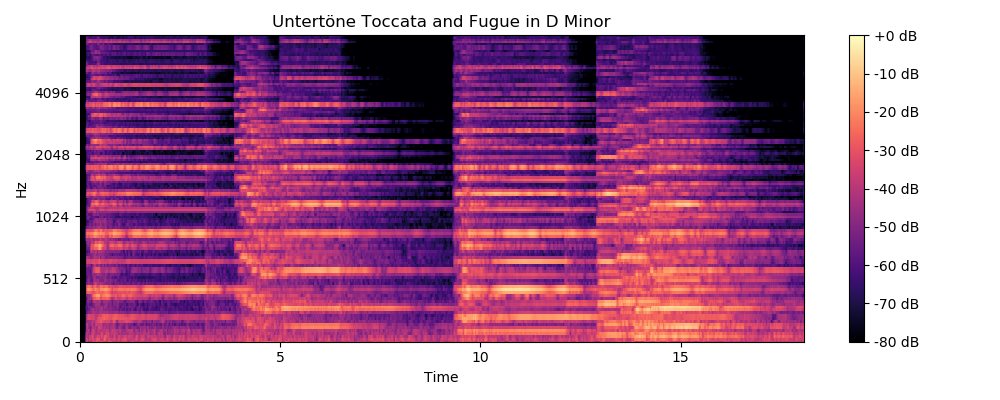 Untertöne Toccata and Fugue in D Minor
Hz
4096
2048
1024
512
0
0 5 10 15
Time
+0 dB
-10 dB
-20 dB
-30 dB
-40 dB
-50 dB
-60 dB
-70 dB
-80 dB